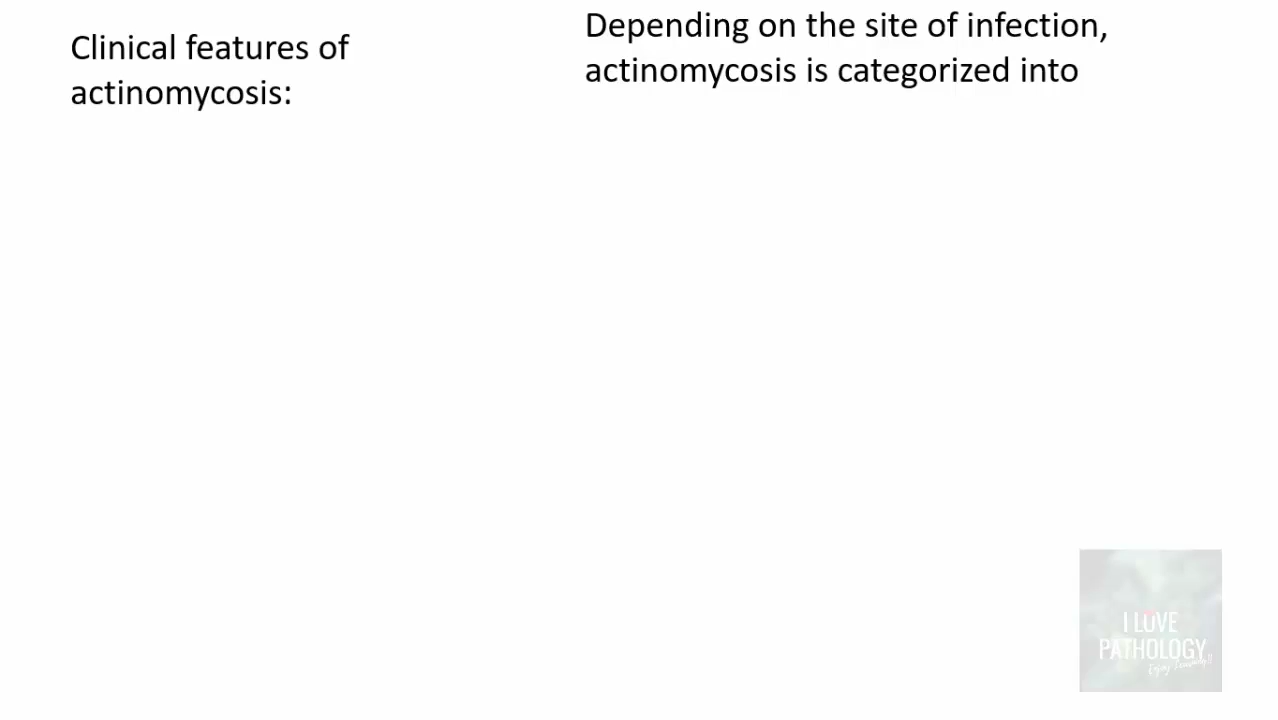 Clinical features of
actinomycosis:
Depending on the site of infection,
actinomycosis is categorized into
I LOVE
PATHOLOGY